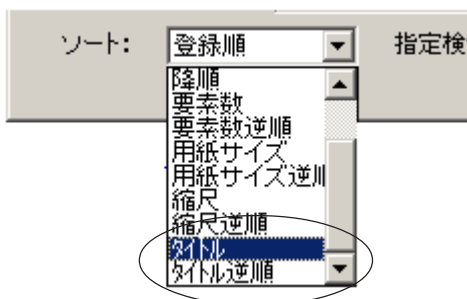 ソート: 登録順 指定検
降順
要素数
要素数逆順
用紙サイズ
用紙サイズ逆
縮尺
縮尺逆順
ﾀｲﾄﾙ
ﾀｲﾄﾙ逆順